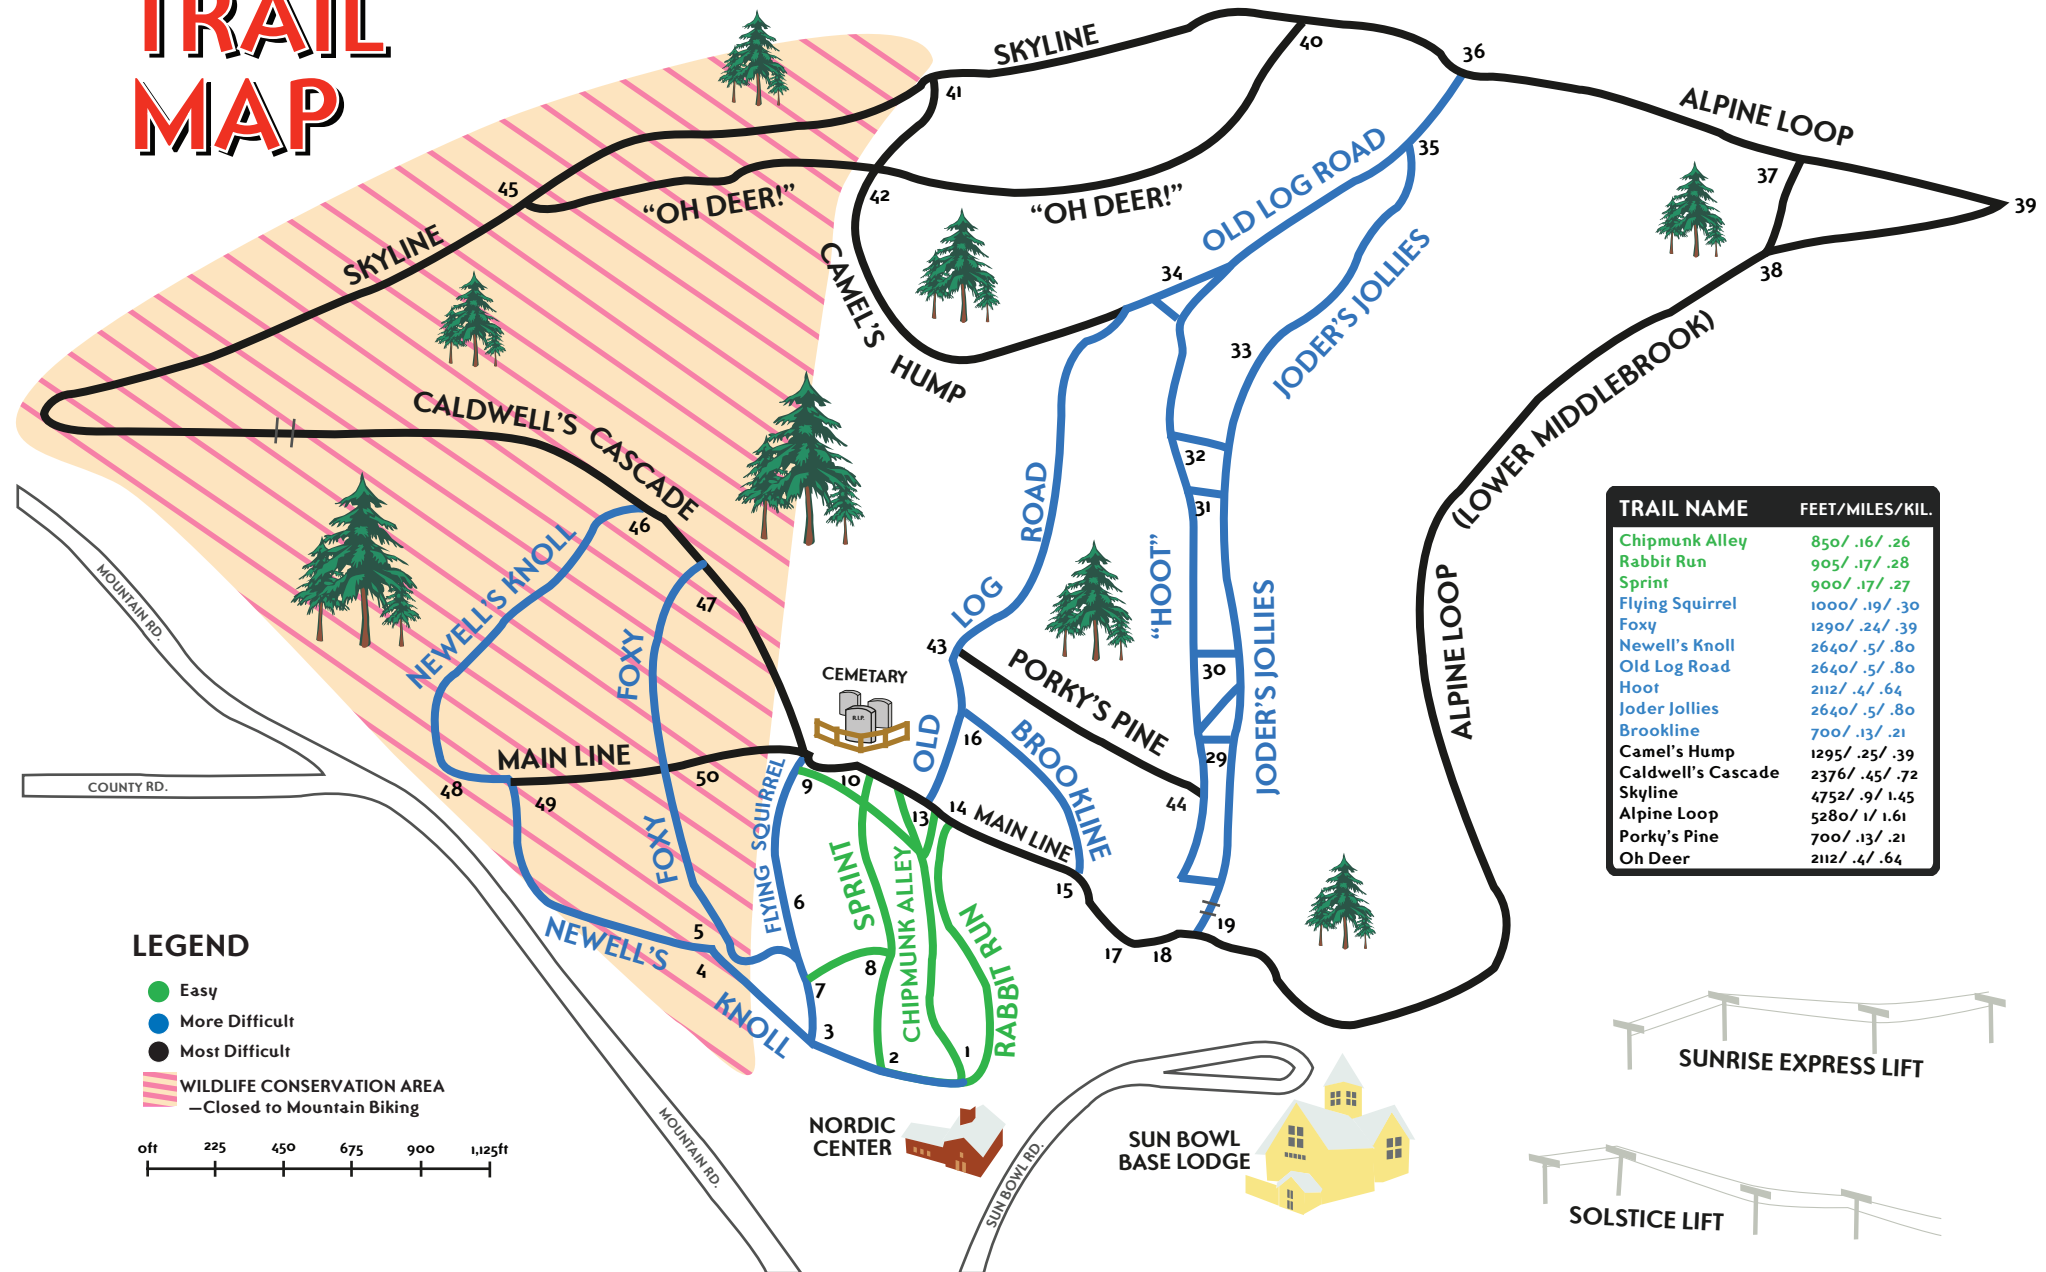 TRAIL
MAP
SKYLINE
40
36
41
ALPINE LOOP
35
37
45
42
39
"OH DEER!"
"OH DEER!"
OLD LOG ROAD
SKYLINE
34
38
CAMEL'S HUMP
33
JODER'S JOLLIES
CALDWELL'S CASCADE
(LOWER MIDDLEBROOK)
32
31
46
ROAD
"HOOT"
MOUNTAIN RD.
NEWELL'S KNOLL
47
FOXY
LOG
43
PORKY'S PINE
30
JODER'S JOLLIES
ALPINE LOOP
CEMETARY
R.I.P.
OLD
16
BROOKLINE
29
MAIN LINE
48
49
50
9
10
13
14
MAIN LINE
44
COUNTY RD.
FLYING SQUIRREL
FOXY
SPRINT
CHIPMUNK ALLEY
15
6
RABBIT RUN
17
18
19
NEWELL'S
5
4
8
7
KNOLL
3
2
1
TRAIL NAME FEET/MILES/KIL.
Chipmunk Alley 850/ .16/ .26
Rabbit Run 905/ .17/ .28
Sprint 900/ .17/ .27
Flying Squirrel 1000/ .19/ .30
Foxy 1290/ .24/ .39
Newell's Knoll 2640/ .5/ .80
Old Log Road 2640/ .5/ .80
Hoot 2112/ .4/ .64
Joder Jollies 2640/ .5/ .80
Brookline 700/ .13/ .21
Camel's Hump 1295/ .25/ .39
Caldwell's Cascade 2376/ .45/ .72
Skyline 4752/ .9/ 1.45
Alpine Loop 5280/ 1/ 1.61
Porky's Pine 700/ .13/ .21
Oh Deer 2112/ .4/ .64
LEGEND
Easy
More Difficult
Most Difficult
WILDLIFE CONSERVATION AREA
—Closed to Mountain Biking
0ft 225 450 675 900 1,125ft
MOUNTAIN RD.
NORDIC
CENTER
SUN BOWL RD.
SUN BOWL
BASE LODGE
SUNRISE EXPRESS LIFT
SOLSTICE LIFT